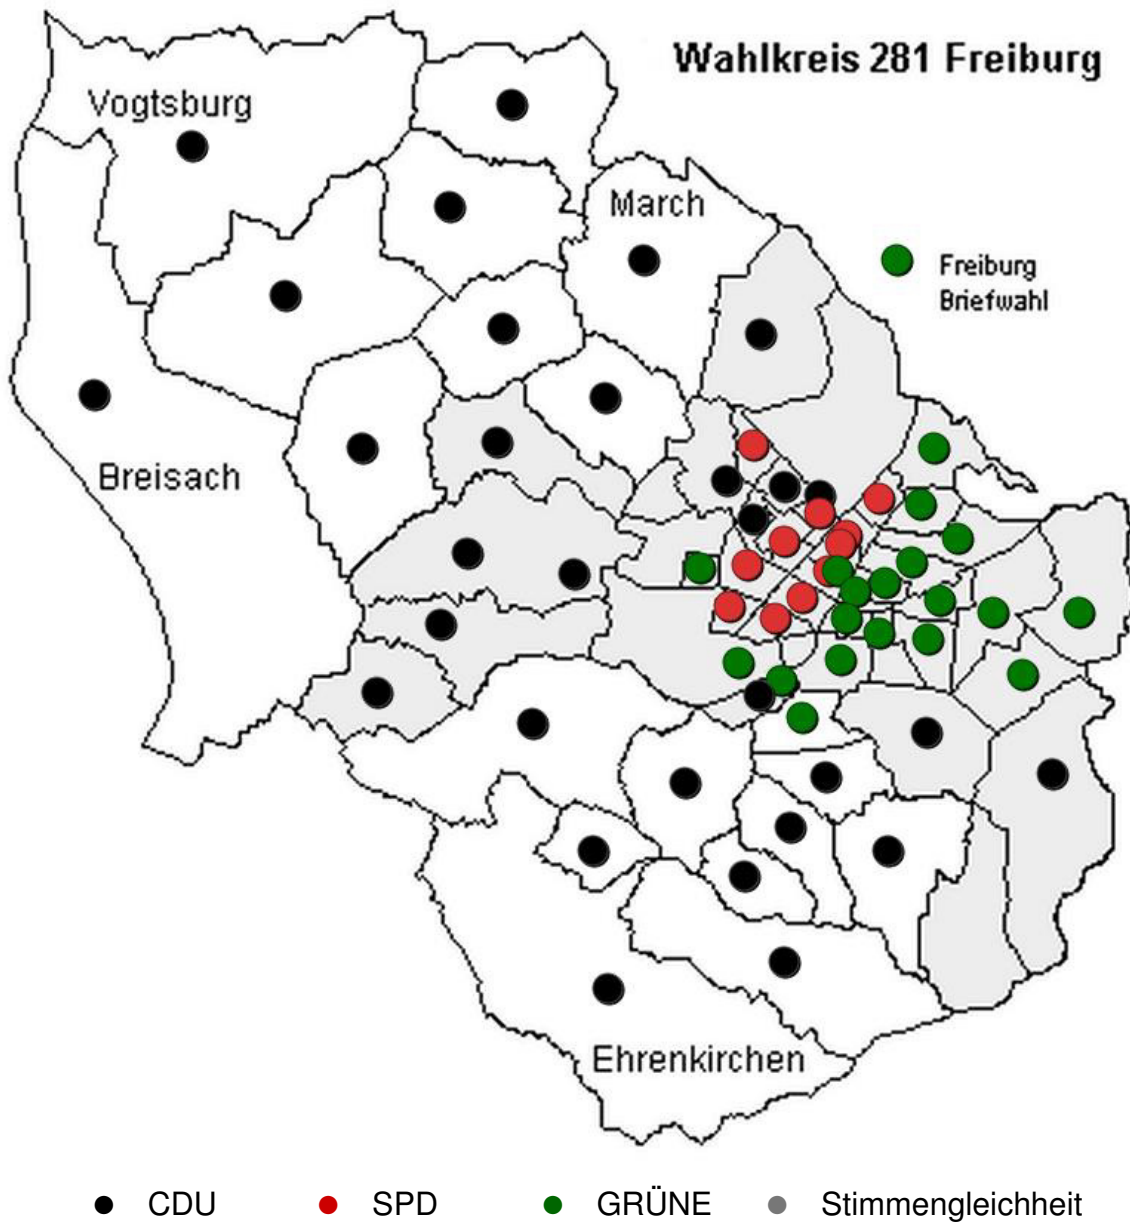 Wahlkreis 281 Freiburg
Vogtsburg
March
Freiburg
Briefwahl
Breisach
Ehrenkirchen
CDU SPD GRÜNE Stimmengleichheit